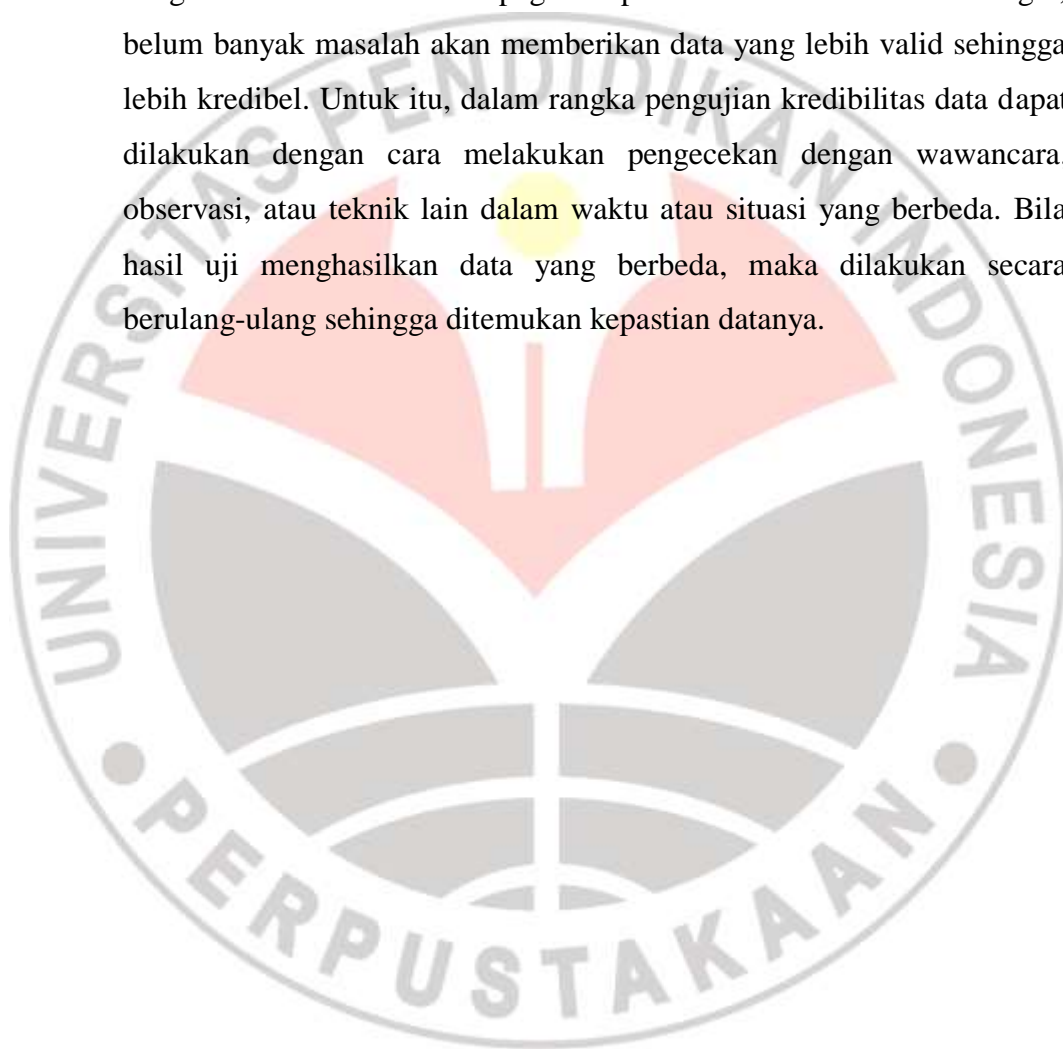 belum banyak masalah akan memberikan data yang lebih valid sehingga
lebih kredibel. Untuk itu, dalam rangka pengujian kredibilitas data dapat
dilakukan dengan cara melakukan pengecekan dengan wawancara,
observasi, atau teknik lain dalam waktu atau situasi yang berbeda. Bila
hasil uji menghasilkan data yang berbeda, maka dilakukan secara
berulang-ulang sehingga ditemukan kepastian datanya.
UNIVERSITAS PENDIDIKAN INDONESIA
PERPUSTAKAAN